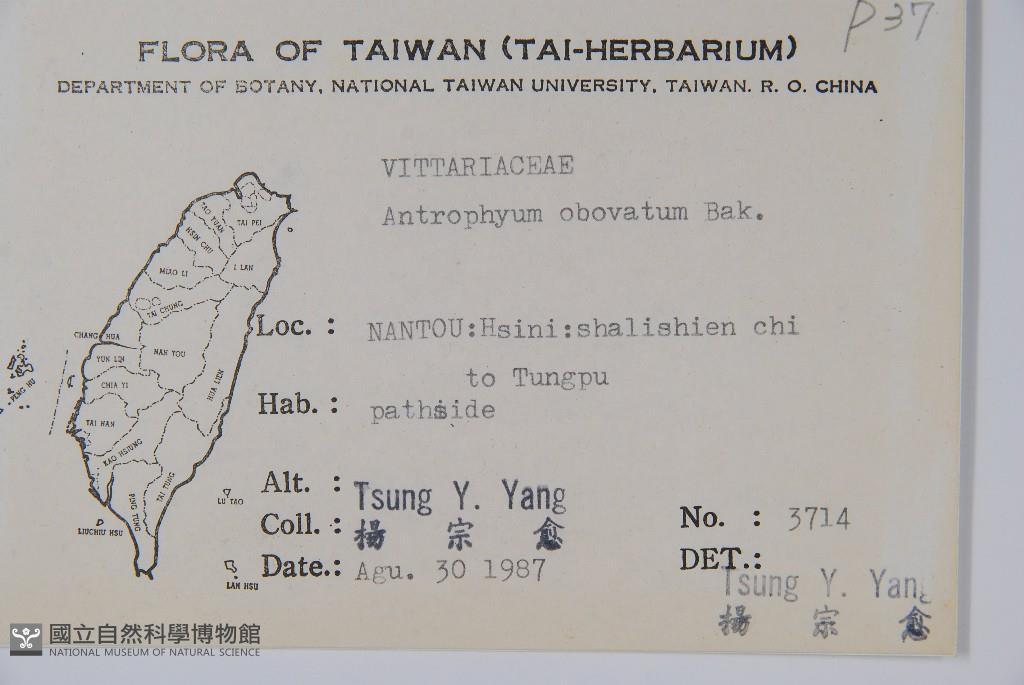 P37
FLORA OF TAIWAN (TAI-HERBARIUM)
DEPARTMENT OF BOTANY, NATIONAL TAIWAN UNIVERSITY, TAIWAN. R. O. CHINA
VITTARIACEAE
Antrophyum obovatum Bak.
TAO YUAN
TAI PEI
HSIN CHU
MIAO LI
I LAN
TAI CHUNG
CHANG HUA
NAN TOU
YUN LIN
CHIA YI
HUA LIEN
PENG HU
TAI NAN
KAO HSIUNG
TAI TUNG
PING TUNG
LU TAO
LIUCHIU HSU
LAN HSU
Loc. : NANTOU:Hsini:shalishien chi
to Tungpu
Hab. : pathside
Alt. :
Coll. : Tsung Y. Yang
楊 宗 愈
Date.: Agu. 30 1987
No. : 3714
DET.: Tsung Y. Yang
楊 宗 愈
國立自然科學博物館
NATIONAL MUSEUM OF NATURAL SCIENCE